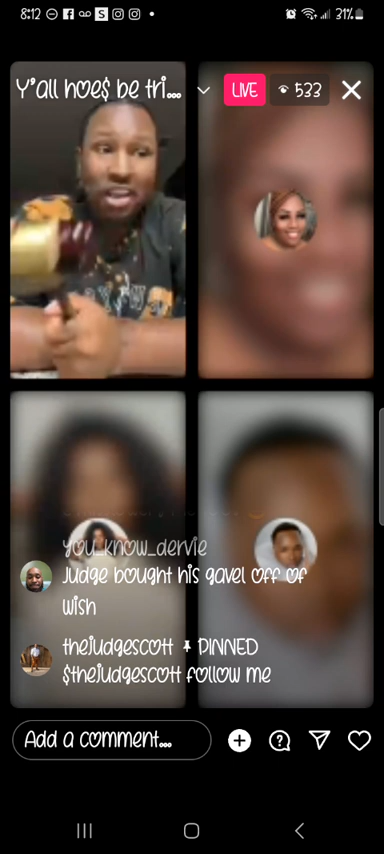 8:12
31%
Y'all hoe$ be tri...
LIVE
533
you_know_dervie
Judge bought his gavel off of
wish
thejudgescott PINNED
$thejudgescott follow me
Add a comment...